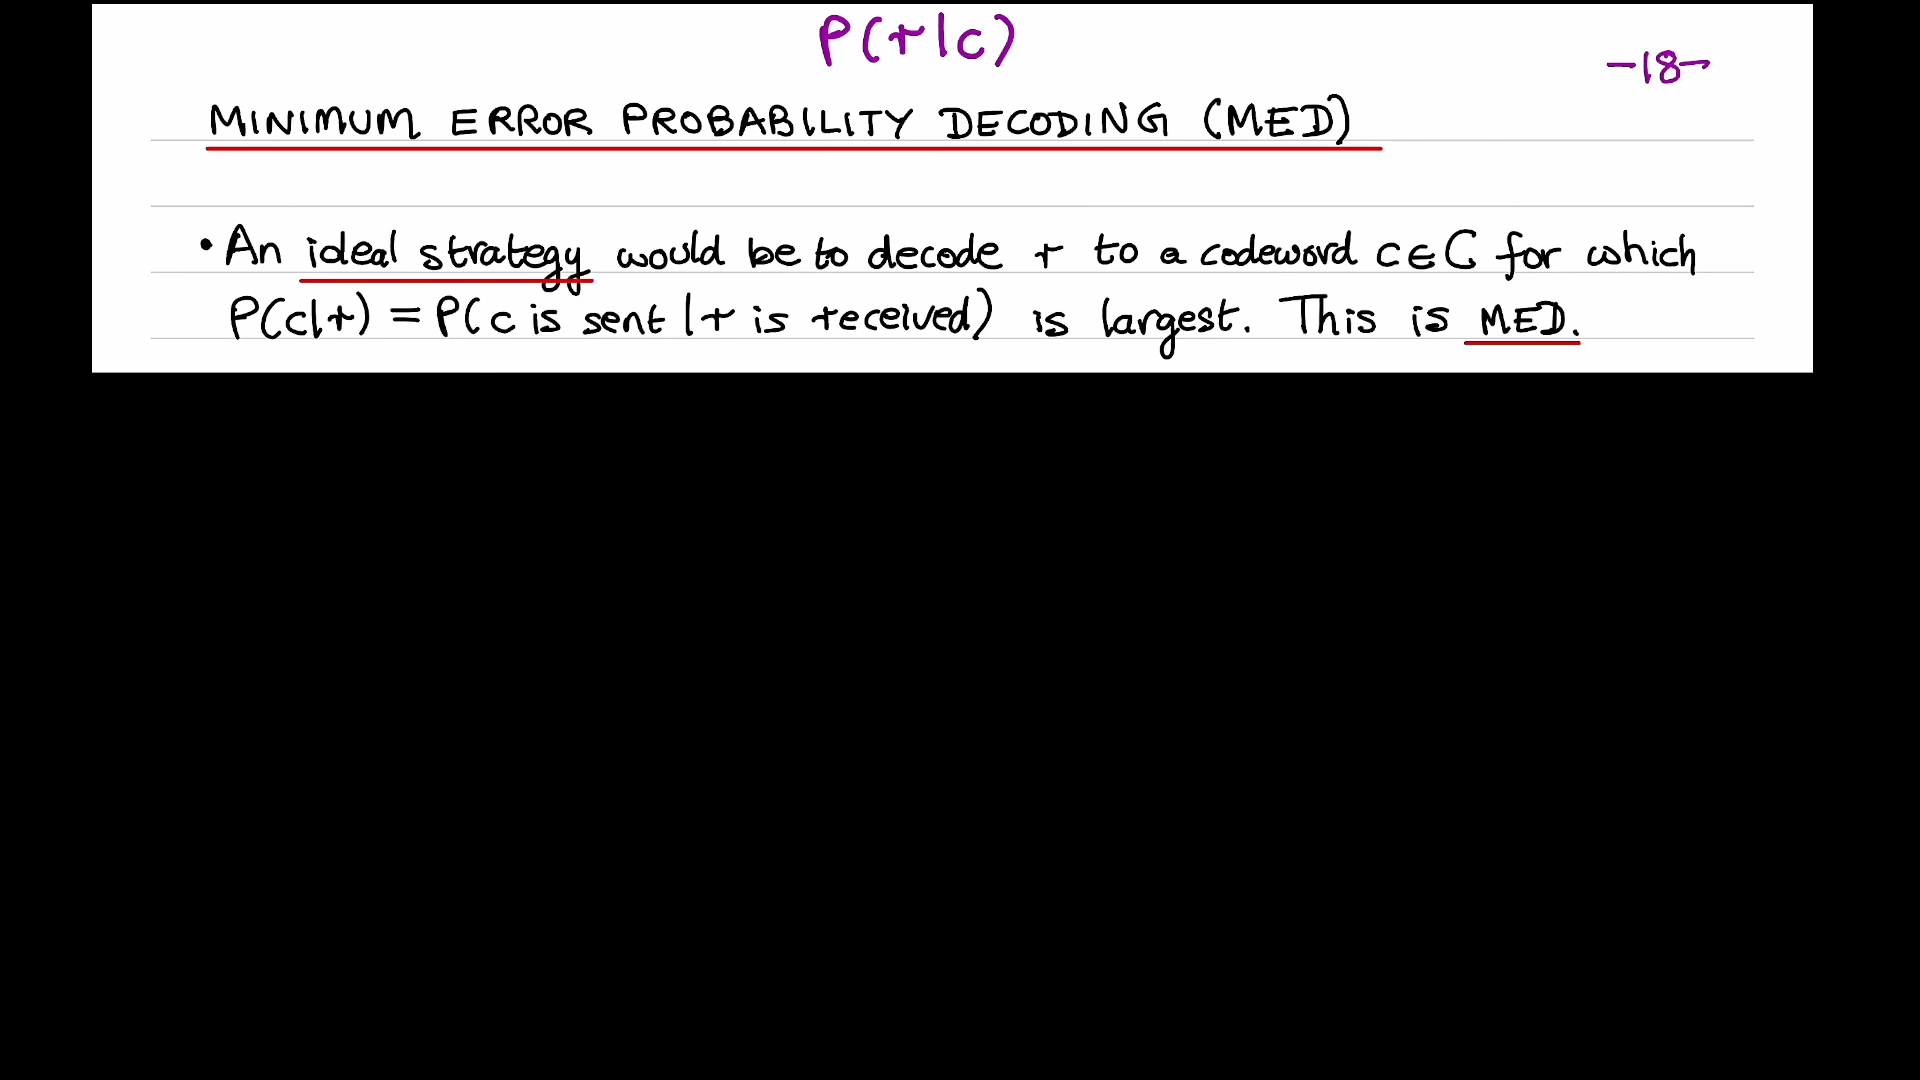 P(r|c)
-18-
MINIMUM ERROR PROBABILITY DECODING (MED)
• An ideal strategy would be to decode r to a codeword c∈C for which
P(c|r) = P(c is sent | r is received) is largest. This is MED.